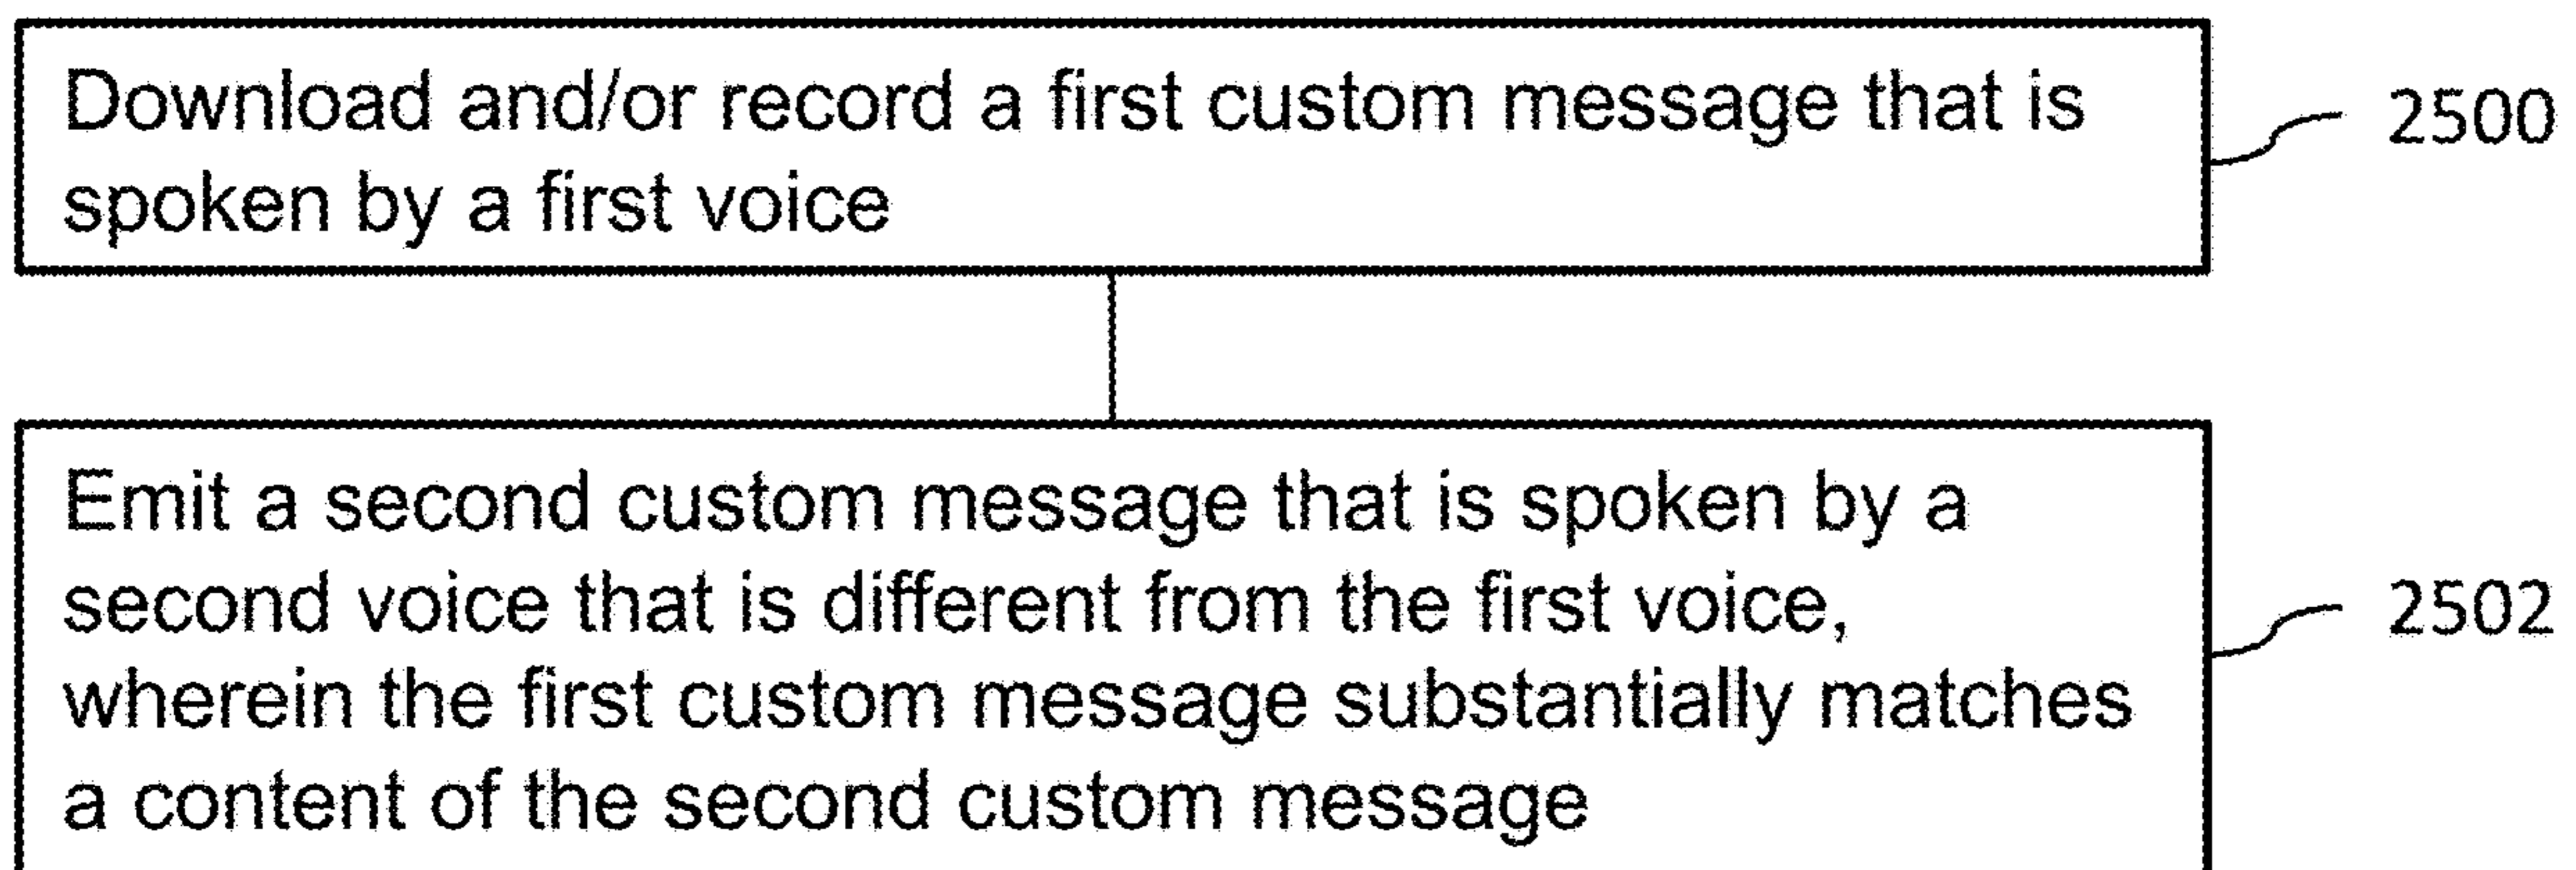 Download and/or record a first custom message that is
spoken by a first voice
2500
Emit a second custom message that is spoken by a
second voice that is different from the first voice,
wherein the first custom message substantially matches
a content of the second custom message
2502